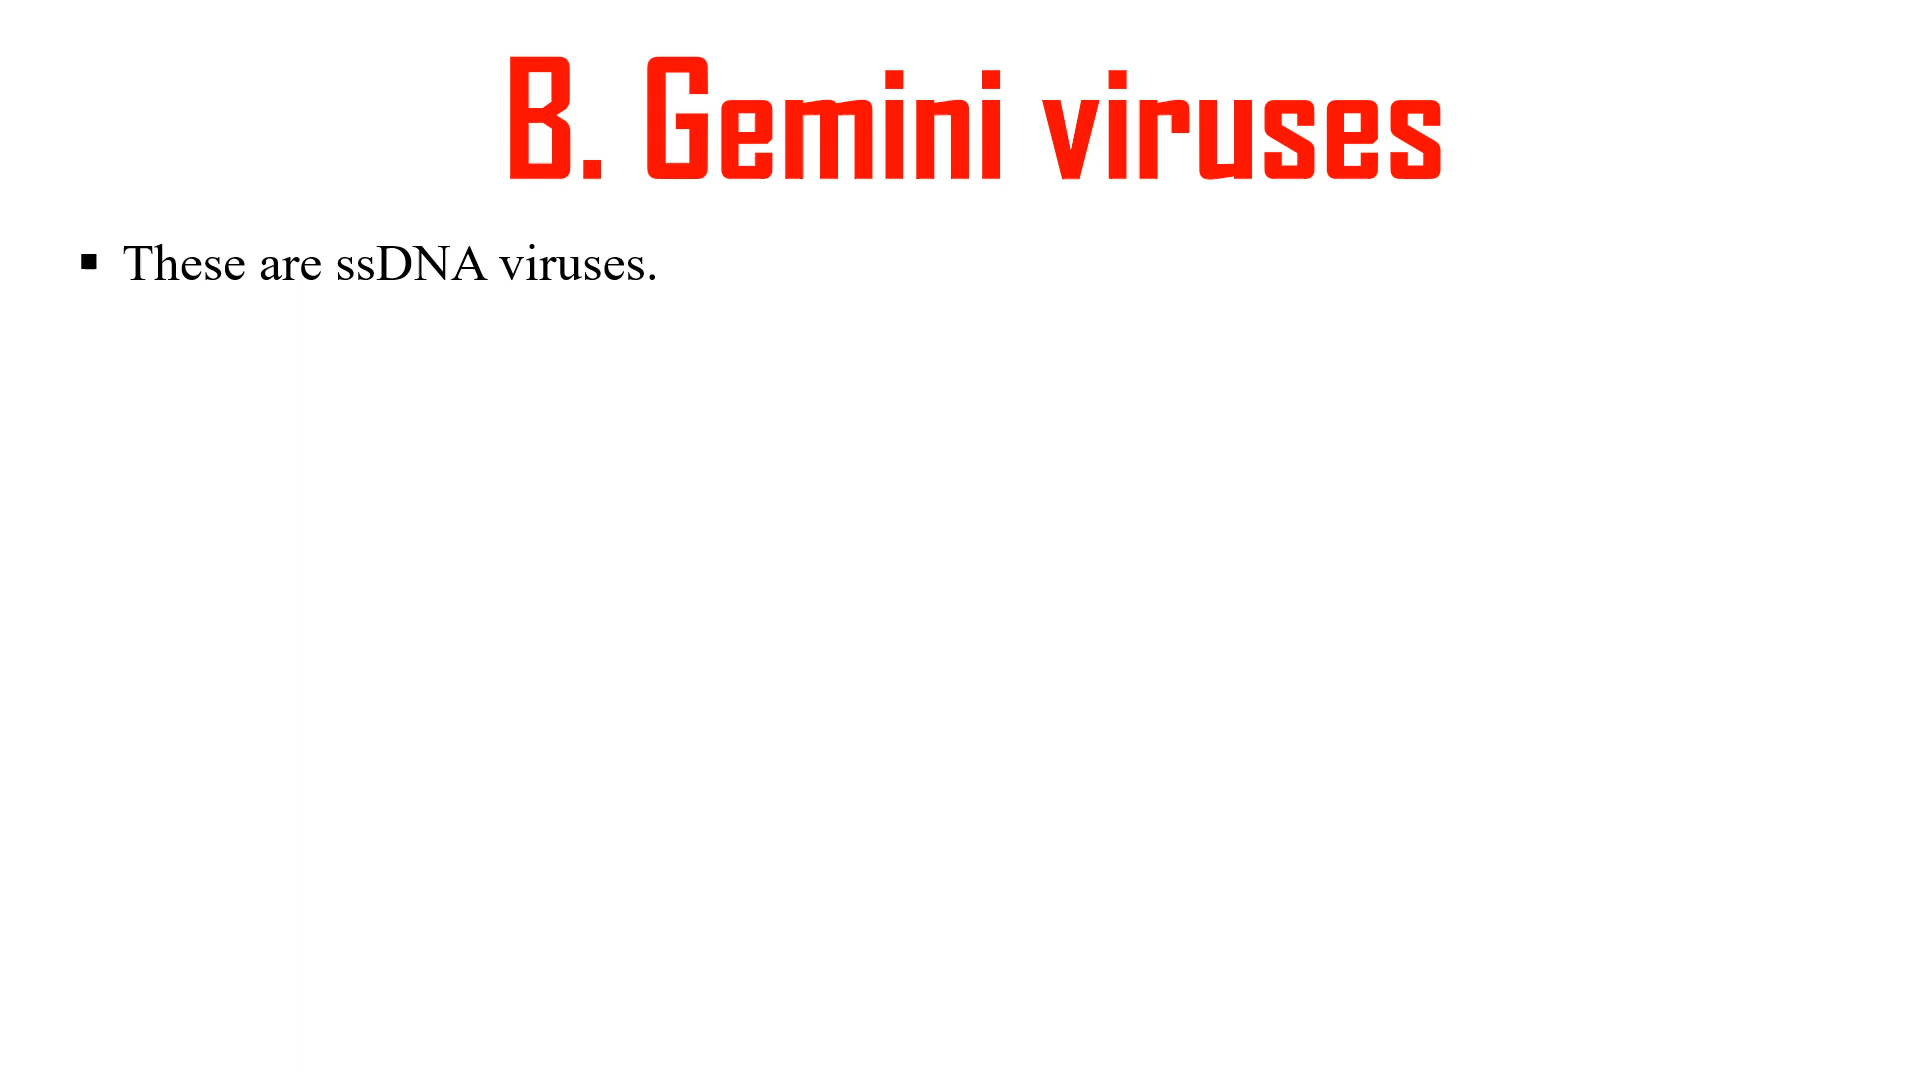 B. Gemini viruses
▪ These are ssDNA viruses.